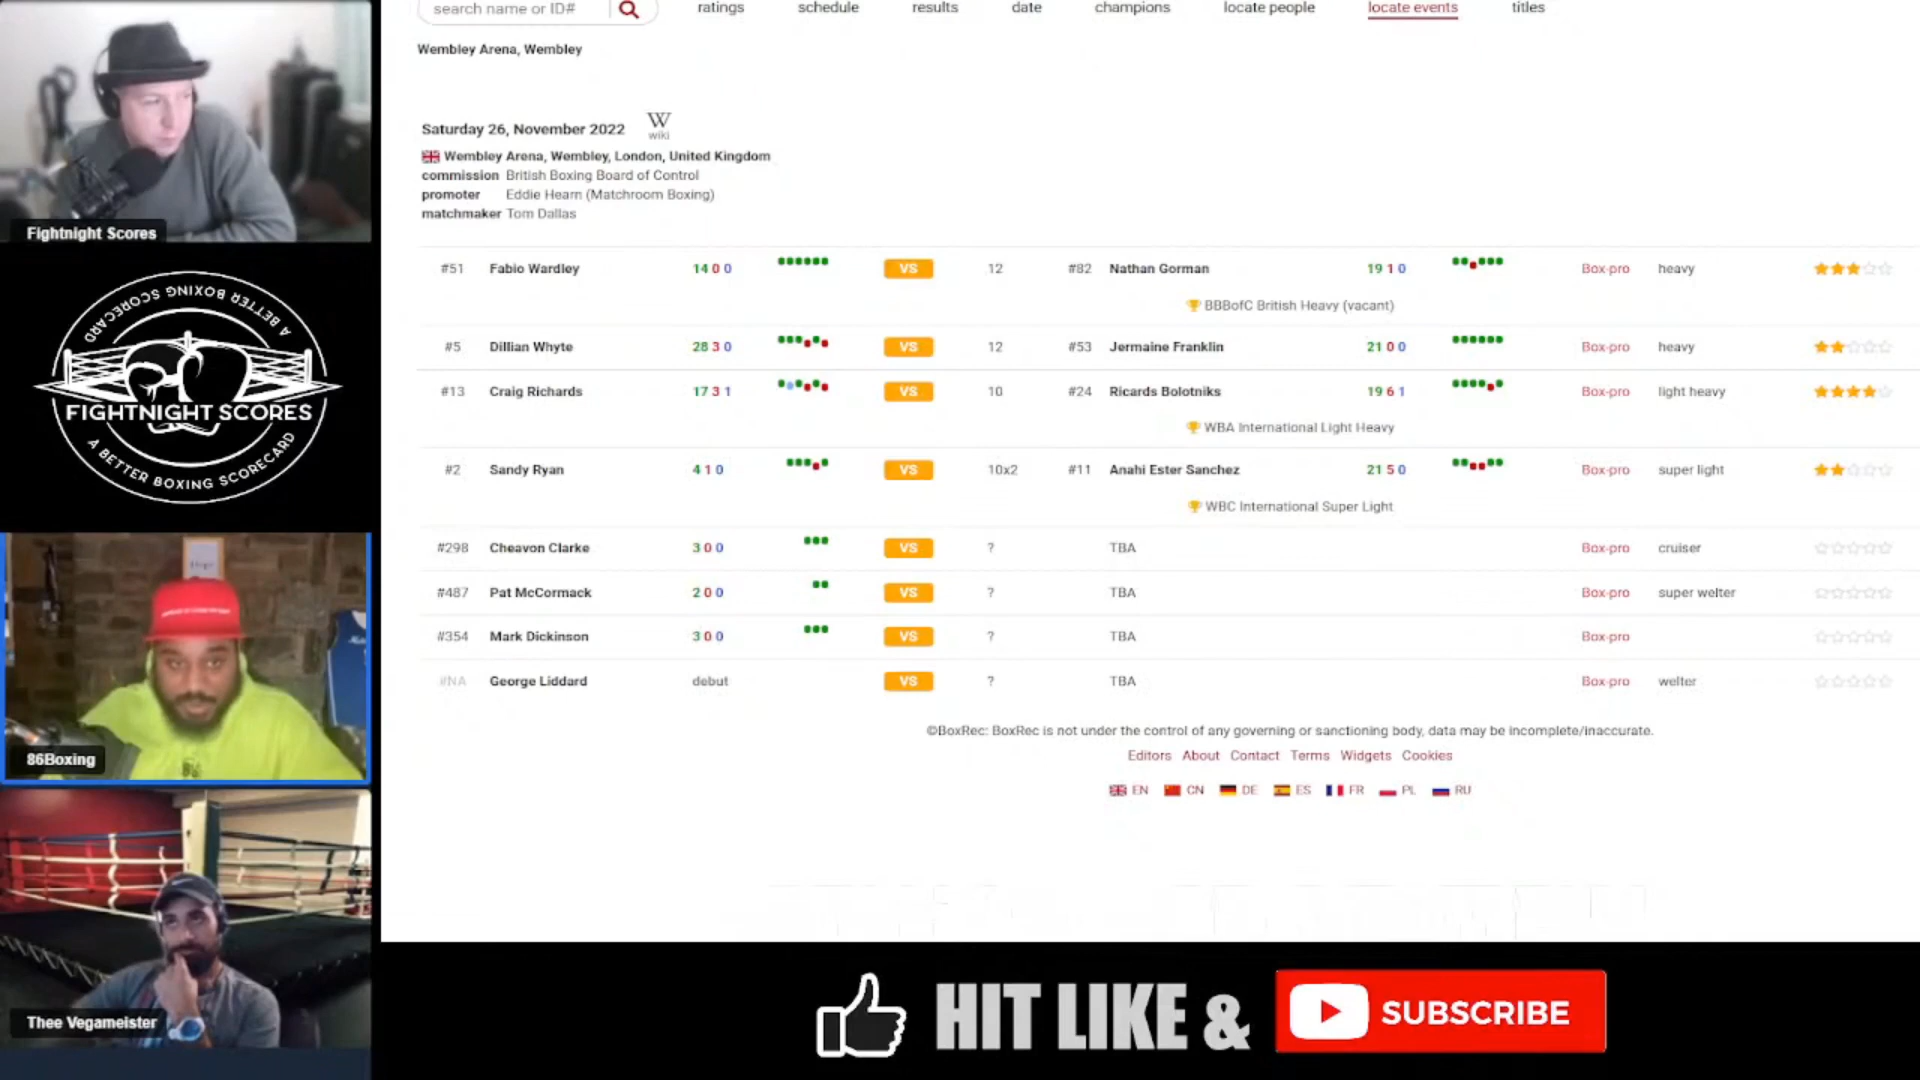 search name or ID#
ratings schedule results date champions locate people locate events titles
Wembley Arena, Wembley
Saturday 26, November 2022
W
wiki
Wembley Arena, Wembley, London, United Kingdom
commission British Boxing Board of Control
promoter Eddie Hearn (Matchroom Boxing)
matchmaker Tom Dallas
#51 Fabio Wardley 14 0 0 VS 12 #82 Nathan Gorman 19 1 0 Box-pro heavy
BBBofC British Heavy (vacant)
#5 Dillian Whyte 28 3 0 VS 12 #53 Jermaine Franklin 21 0 0 Box-pro heavy
#13 Craig Richards 17 3 1 VS 10 #24 Ricards Bolotniks 19 6 1 Box-pro light heavy
WBA International Light Heavy
#2 Sandy Ryan 4 1 0 VS 10x2 #11 Anahi Ester Sanchez 21 5 0 Box-pro super light
WBC International Super Light
#298 Cheavon Clarke 3 0 0 VS ? TBA Box-pro cruiser
#487 Pat McCormack 2 0 0 VS ? TBA Box-pro super welter
#354 Mark Dickinson 3 0 0 VS ? TBA Box-pro
#NA George Liddard debut VS ? TBA Box-pro welter
©BoxRec: BoxRec is not under the control of any governing or sanctioning body, data may be incomplete/inaccurate.
Editors About Contact Terms Widgets Cookies
EN CN DE ES FR PL RU
Fightnight Scores
A BETTER BOXING SCORECARD
FIGHTNIGHT SCORES
A BETTER BOXING SCORECARD
86Boxing
Thee Vegameister
HIT LIKE &
SUBSCRIBE